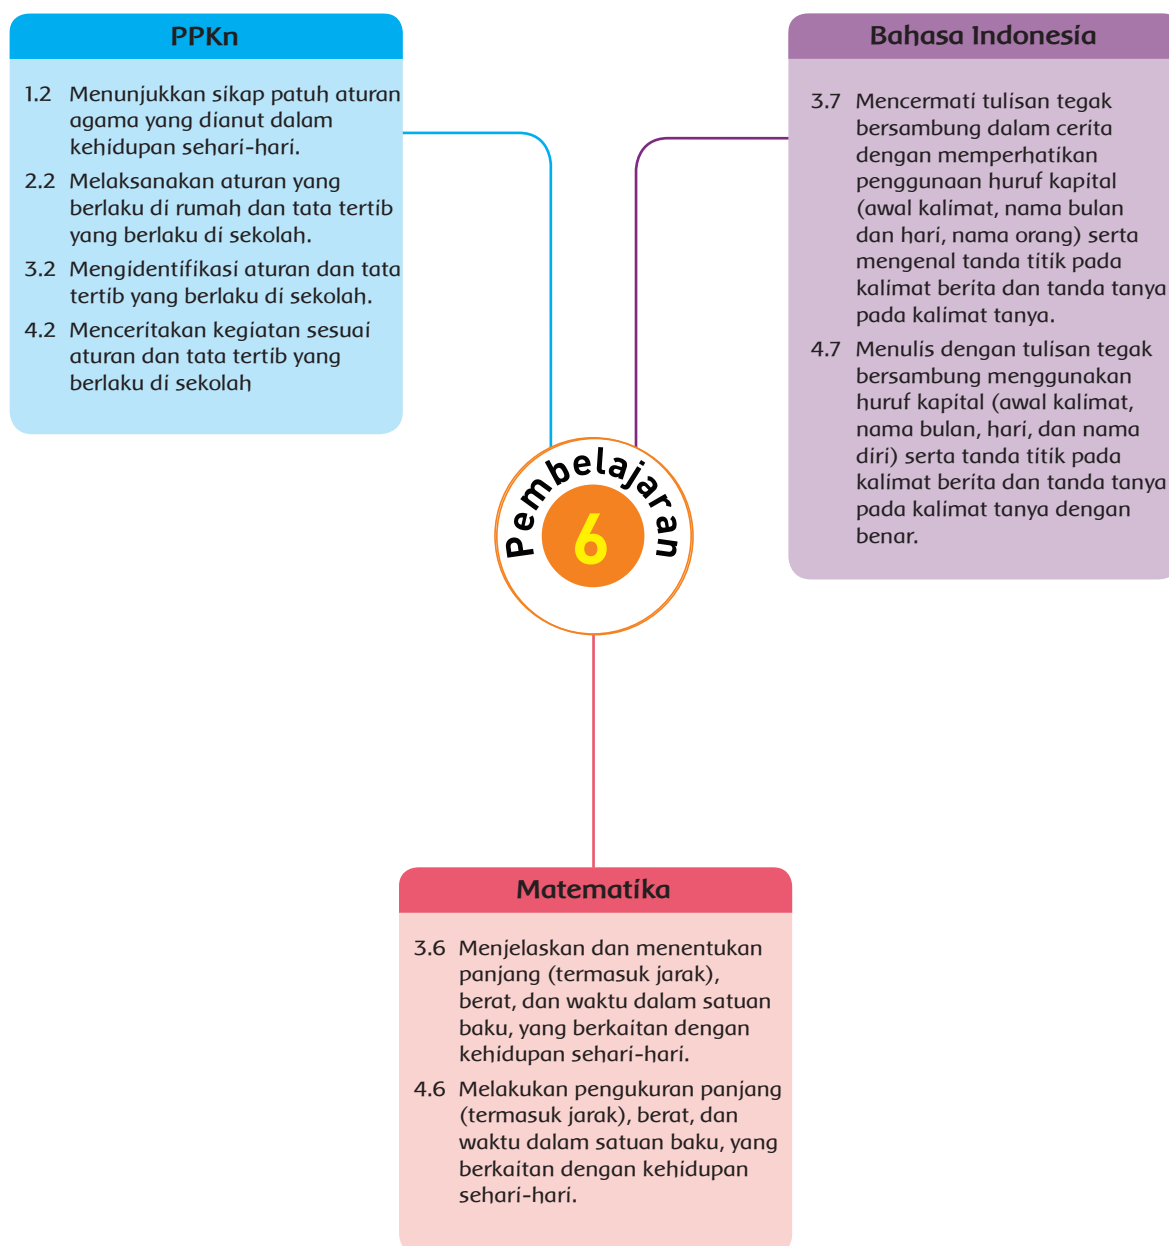 PPKn
1.2 Menunjukkan sikap patuh aturan
agama yang dianut dalam
kehidupan sehari-hari.
2.2 Melaksanakan aturan yang
berlaku di rumah dan tata tertib
yang berlaku di sekolah.
3.2 Mengidentifikasi aturan dan tata
tertib yang berlaku di sekolah.
4.2 Menceritakan kegiatan sesuai
aturan dan tata tertib yang
berlaku di sekolah
Bahasa Indonesia
3.7 Mencermati tulisan tegak
bersambung dalam cerita
dengan memperhatikan
penggunaan huruf kapital
(awal kalimat, nama bulan
dan hari, nama orang) serta
mengenal tanda titik pada
kalimat berita dan tanda tanya
pada kalimat tanya.
4.7 Menulis dengan tulisan tegak
bersambung menggunakan
huruf kapital (awal kalimat,
nama bulan, hari, dan nama
diri) serta tanda titik pada
kalimat berita dan tanda tanya
pada kalimat tanya dengan
benar.
Pembelajaran
6
Matematika
3.6 Menjelaskan dan menentukan
panjang (termasuk jarak),
berat, dan waktu dalam satuan
baku, yang berkaitan dengan
kehidupan sehari-hari.
4.6 Melakukan pengukuran panjang
(termasuk jarak), berat, dan
waktu dalam satuan baku, yang
berkaitan dengan kehidupan
sehari-hari.